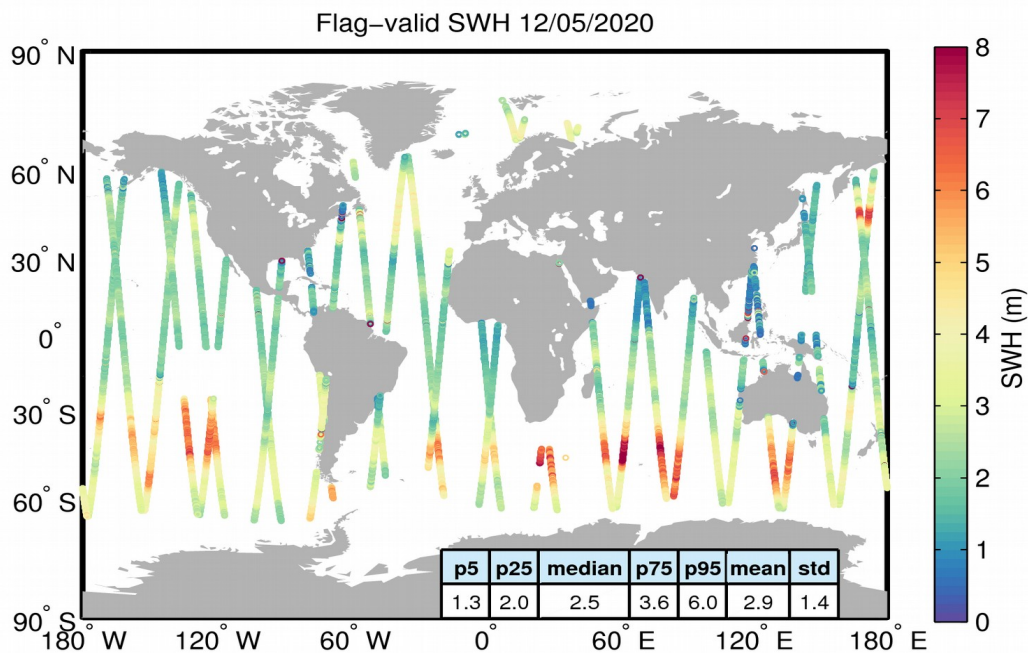 Flag−valid SWH 12/05/2020
90° N
60° N
30° N
0°
30° S
60° S
90° S
180° W
120° W
60° W
0°
60° E
120° E
180° E
8
7
6
5
4
3
2
1
0
SWH (m)
p5 p25 median p75 p95 mean std
1.3 2.0 2.5 3.6 6.0 2.9 1.4